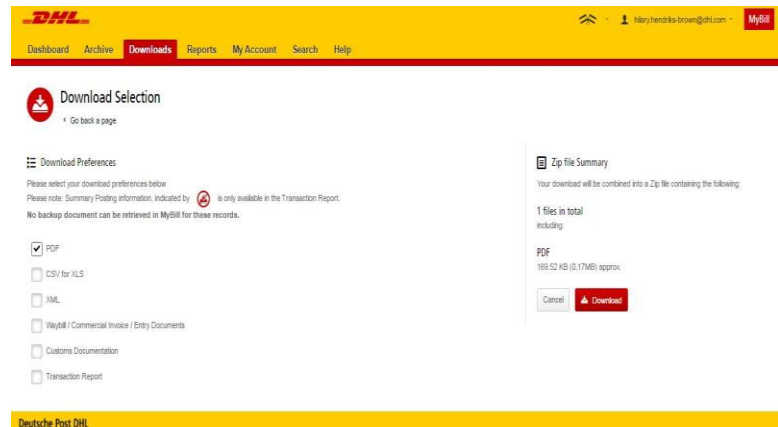 DHL
hilery.hendriks-brown@dhl.com
MyBill
Dashboard Archive Downloads Reports My Account Search Help
Download Selection
Go back a page
Download Preferences
Please select your download preferences below
Please note: Summary Posting information, indicated by is only available in the Transaction Report.
No backup document can be retrieved in MyBill for these records.
PDF
CSV for XLS
XML
Waybill / Commercial Invoice / Entry Documents
Customs Documentation
Transaction Report
Zip file Summary
Your download will be combined into a Zip file containing the following:
1 files in total
including:
PDF
169.52 KB (0.17MB) approx.
Cancel Download
Deutsche Post DHL